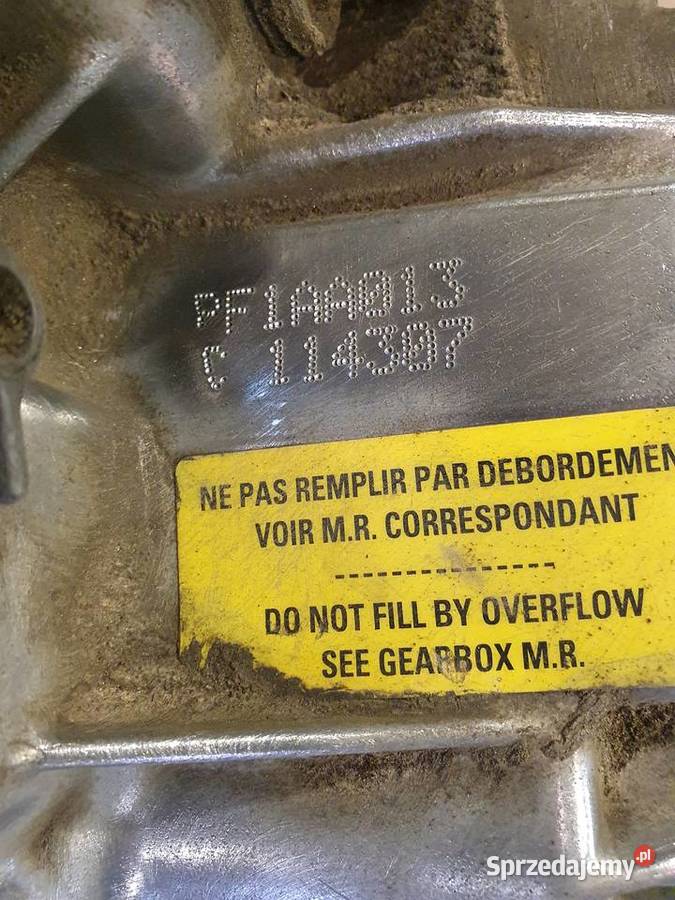 PF1AA013
C 114307
NE PAS REMPLIR PAR DEBORDEMEN
VOIR M.R. CORRESPONDANT
---------------
DO NOT FILL BY OVERFLOW
SEE GEARBOX M.R.
Sprzedajemy.pl